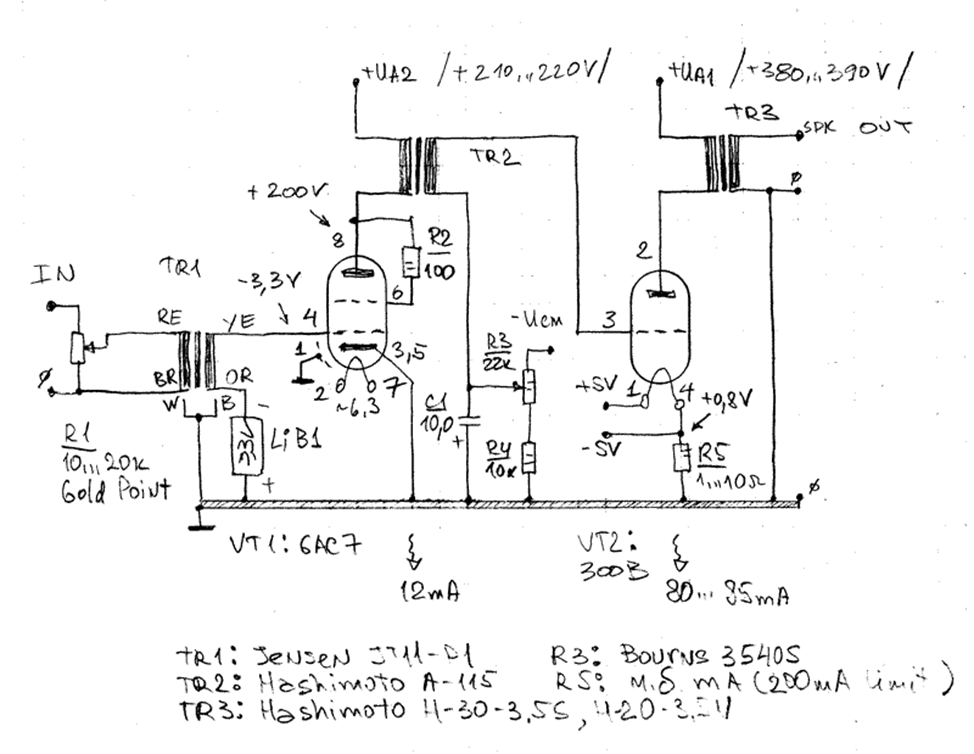 +UA2 /+210...220V/
+UA1 /+380...390V/
TR3
SPK OUT
TR2
+200V
8
R2
100
6
2
IN
TR1
-3,3V
RE
YE
4
3
-Ucm
R3
22K
1
3,5
BR
OR
2
7
~6,3
W
B
-
LiB1
3,3V
+
C1
10,0
+
R4
10K
+5V
1
4
+0,8V
-5V
R5
1...10Ω
R1
10...20K
Gold Point
VT1: 6AC7
12mA
VT2:
300B
80...85mA
TR1: Jensen JT11-
R3: Bourns 3540S
TR2: Hashimoto A-115
R5: M.б. mA (200mA limit)
TR3: Hashimoto H-30-3,5S, H-20-